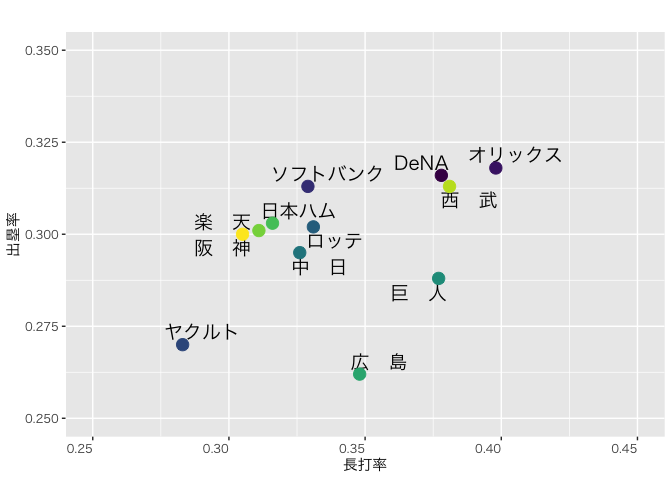 0.350
0.325
0.300
0.275
0.250
出塁率
オリックス
DeNA
ソフトバンク
西　武
日本ハム
楽　天
ロッテ
阪　神
中　日
巨　人
ヤクルト
広　島
0.25
0.30
0.35
0.40
0.45
長打率